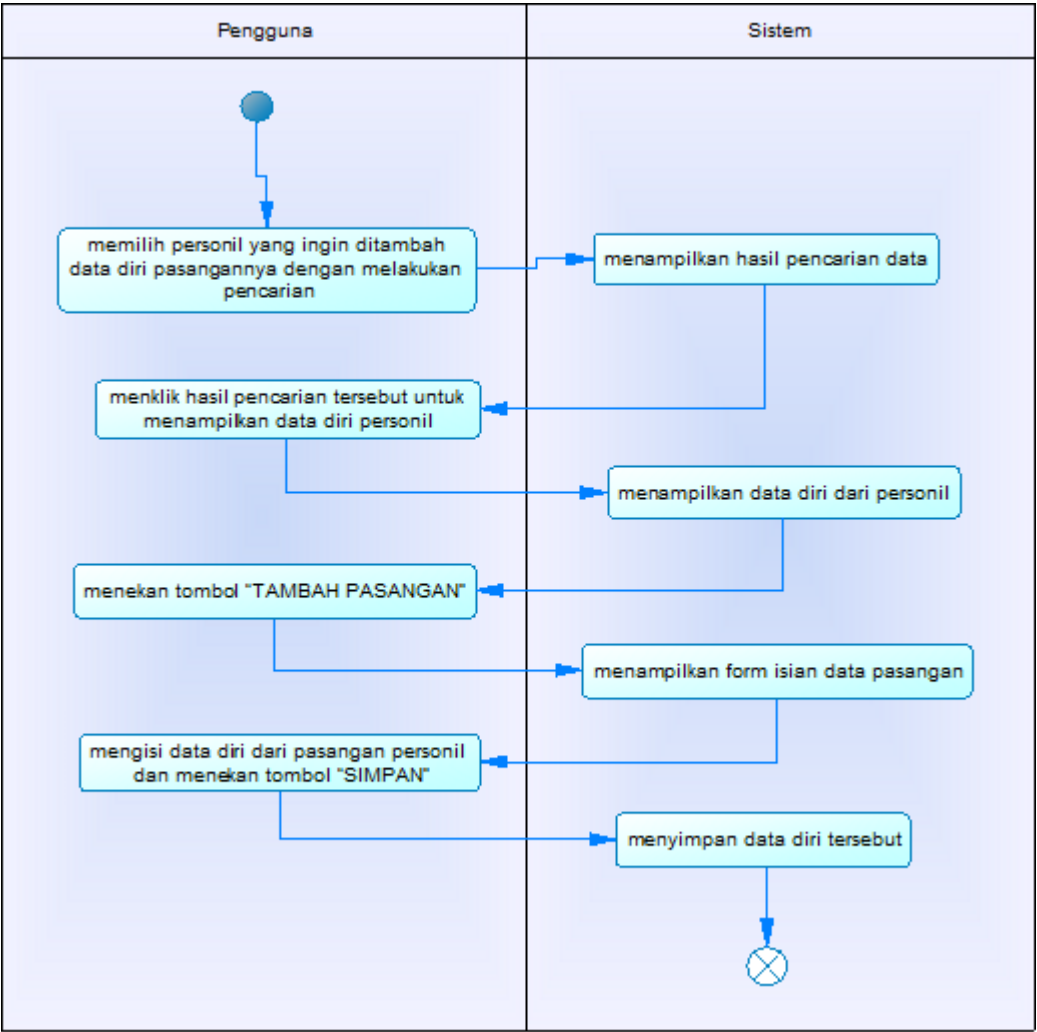 Pengguna
Sistem
memilih personil yang ingin ditambah
data diri pasangannya dengan melakukan
pencarian
menampilkan hasil pencarian data
menklik hasil pencarian tersebut untuk
menampilkan data diri personil
menampilkan data diri dari personil
menekan tombol "TAMBAH PASANGAN"
menampilkan form isian data pasangan
mengisi data diri dari pasangan personil
dan menekan tombol "SIMPAN"
menyimpan data diri tersebut